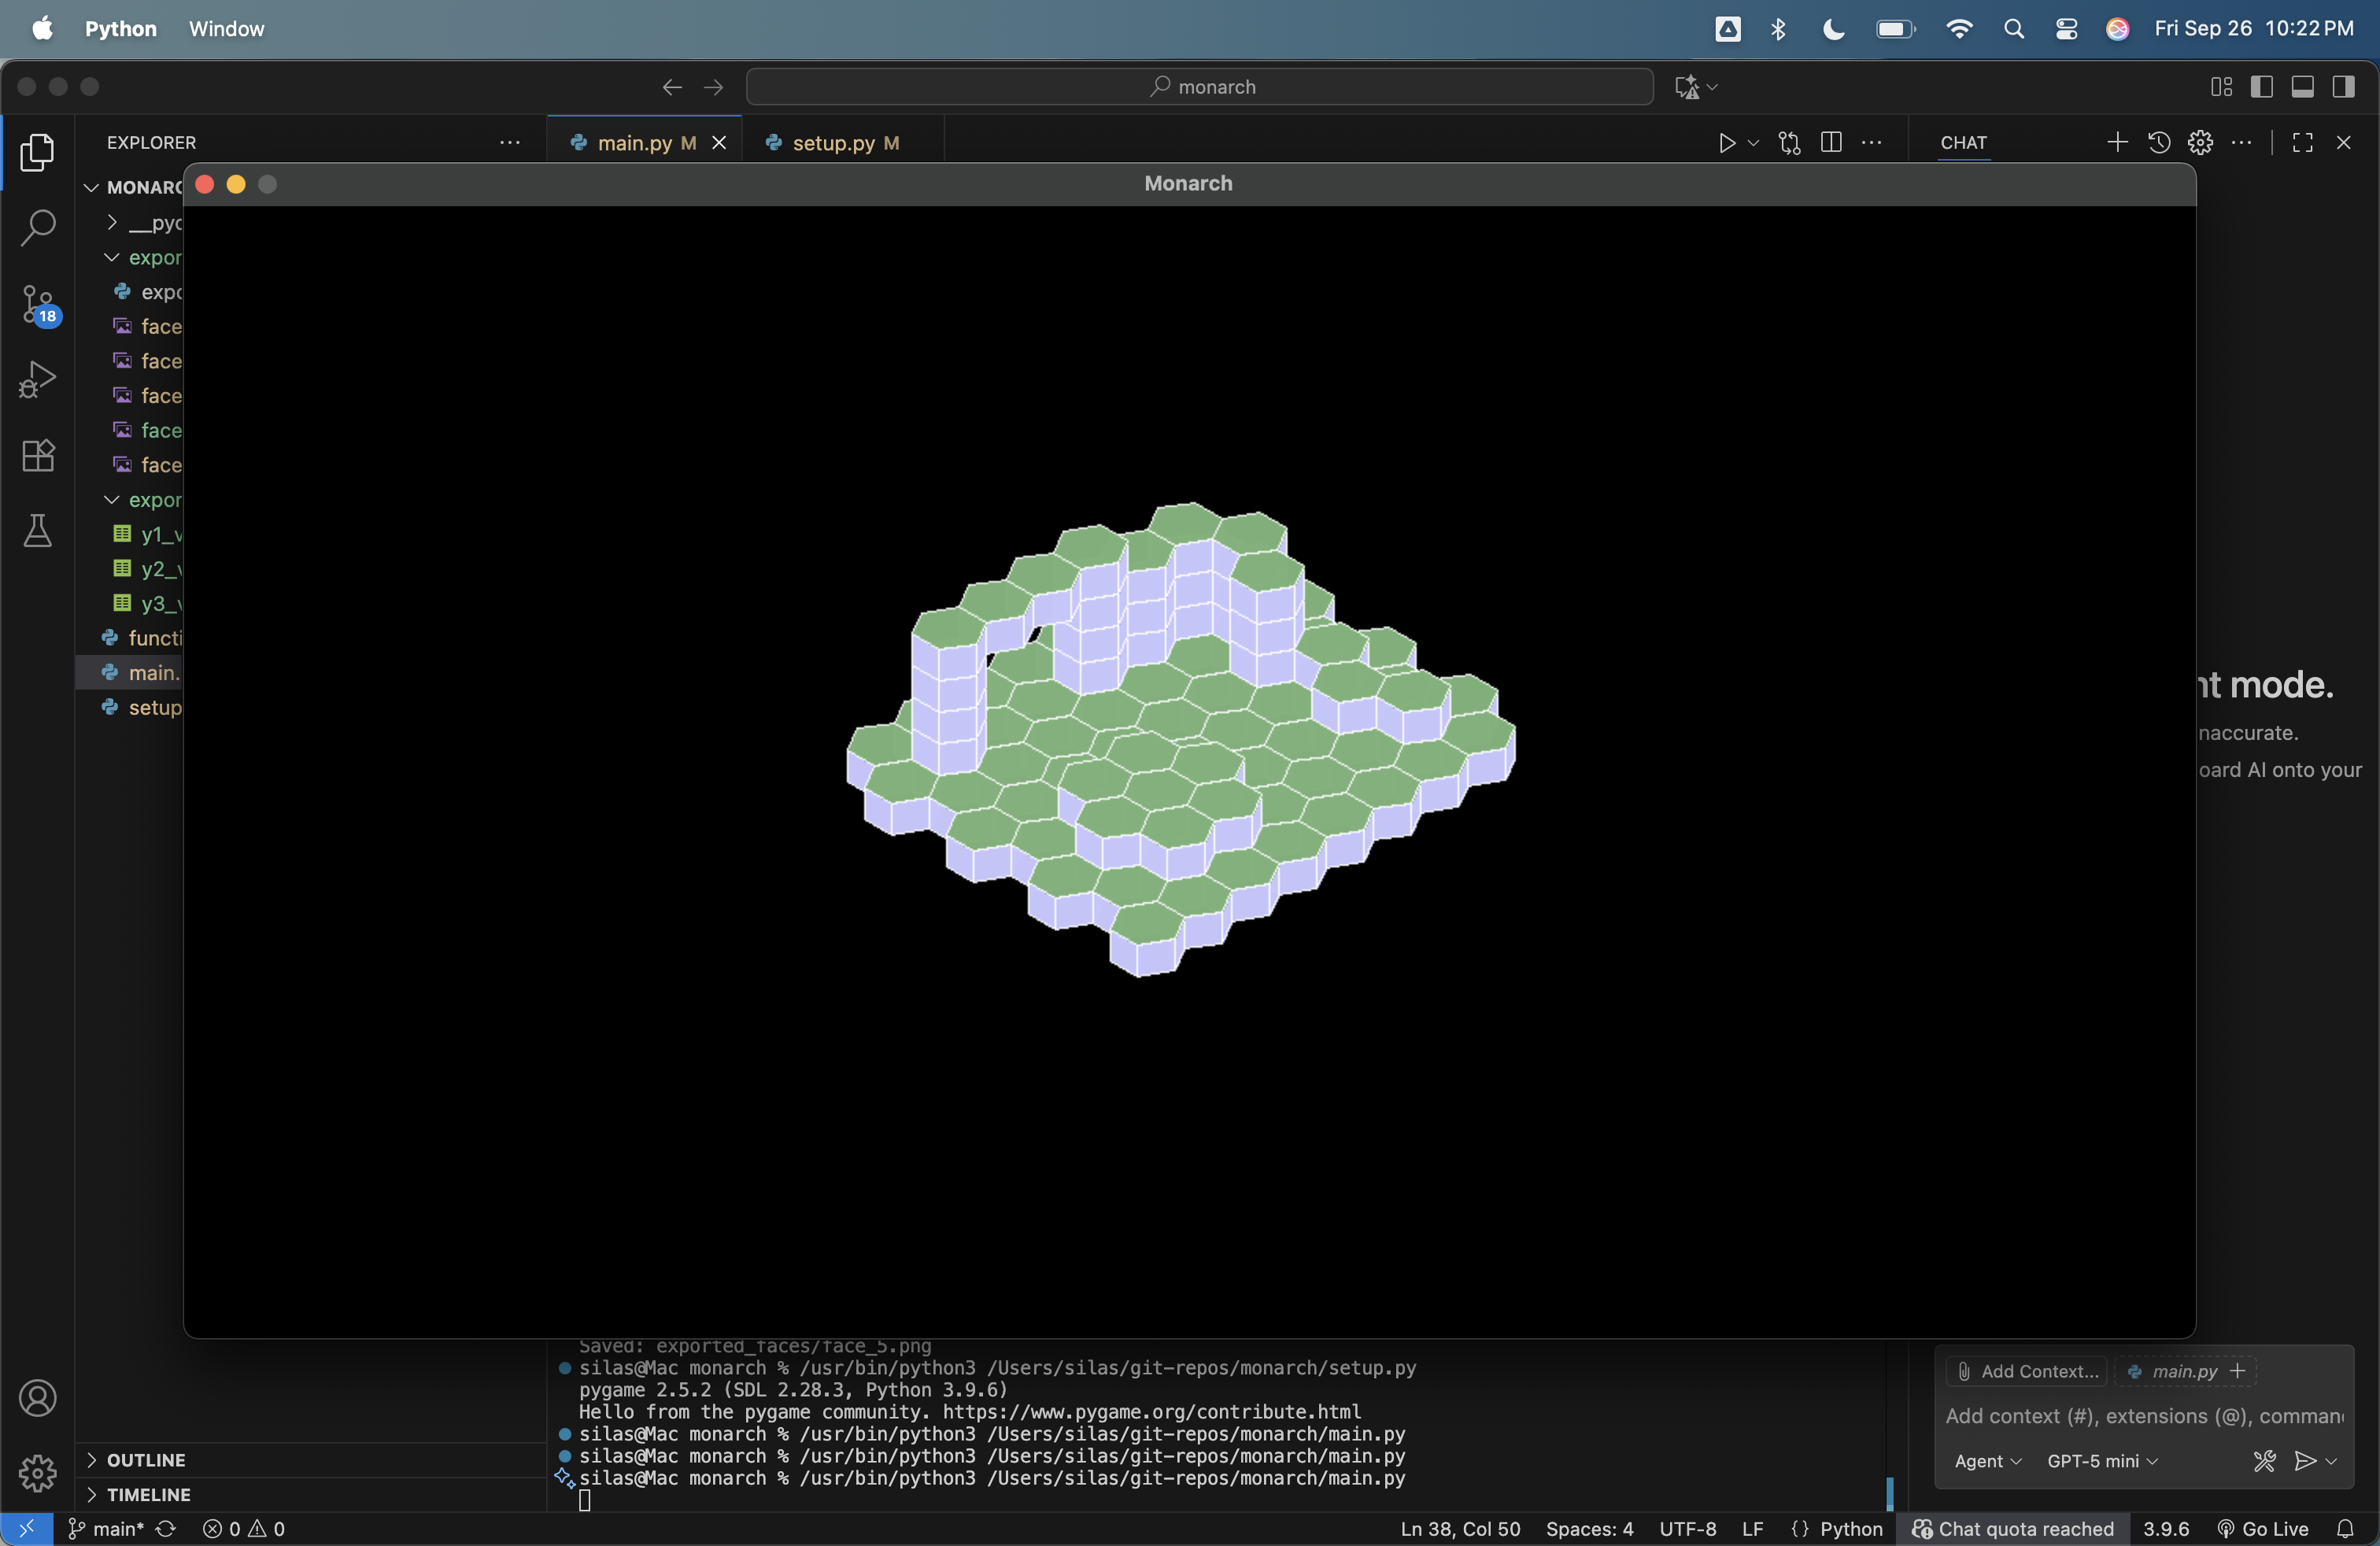 Python Window Fri Sep 26 10:22 PM
monarch
EXPLORER
main.py M
setup.py M
CHAT
MONARC
Monarch
__pyc
expor
expo
face
face
face
face
face
expor
y1_v
y2_v
y3_v
functi
main.
setup
18
nt mode.
naccurate.
oard AI onto your
Saved: exported_faces/face_5.png
silas@Mac monarch % /usr/bin/python3 /Users/silas/git-repos/monarch/setup.py
pygame 2.5.2 (SDL 2.28.3, Python 3.9.6)
Hello from the pygame community. https://www.pygame.org/contribute.html
silas@Mac monarch % /usr/bin/python3 /Users/silas/git-repos/monarch/main.py
silas@Mac monarch % /usr/bin/python3 /Users/silas/git-repos/monarch/main.py
silas@Mac monarch % /usr/bin/python3 /Users/silas/git-repos/monarch/main.py
Add Context... main.py
Add context (#), extensions (@), comman
Agent GPT-5 mini
OUTLINE
TIMELINE
main* 0 0 Ln 38, Col 50 Spaces: 4 UTF-8 LF {} Python Chat quota reached 3.9.6 Go Live